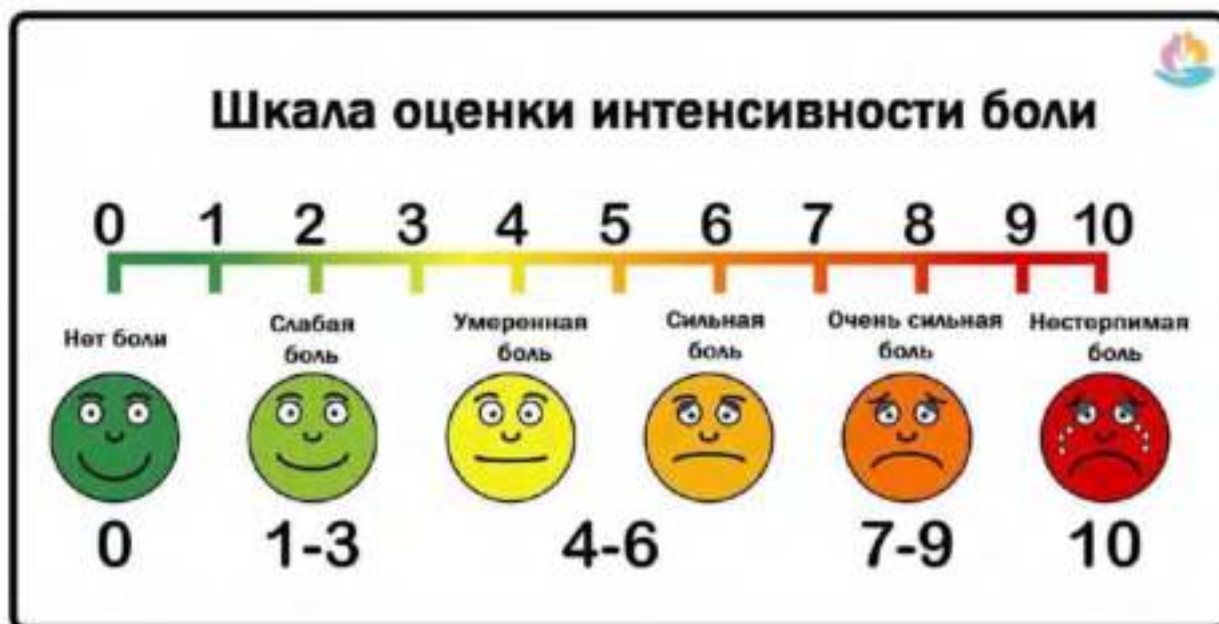 Шкала оценки интенсивности боли
0 1 2 3 4 5 6 7 8 9 10
Нет боли
Слабая
боль
Умеренная
боль
Сильная
боль
Очень сильная
боль
Нестерпимая
боль
0 1-3 4-6 7-9 10